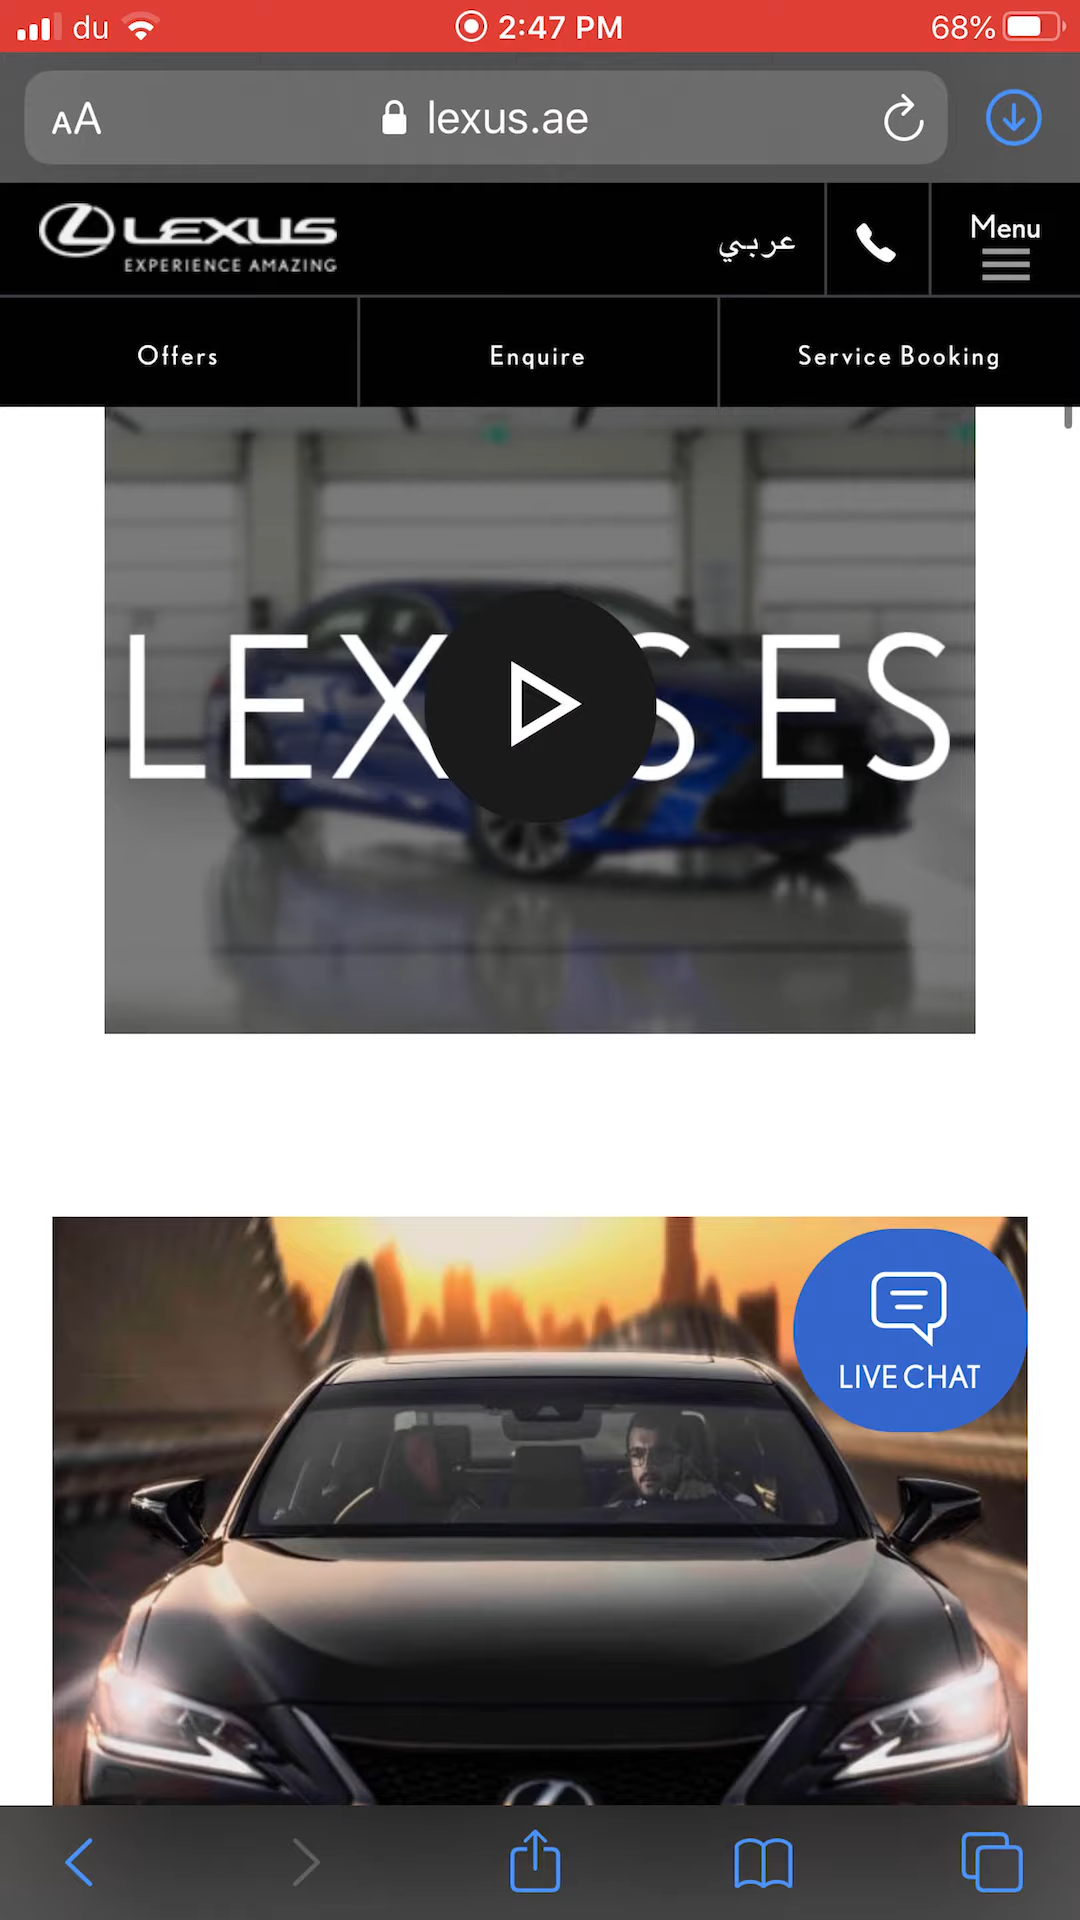 du
2:47 PM
68%
AA
lexus.ae
LEXUS
EXPERIENCE AMAZING
عربي
Menu
Offers
Enquire
Service Booking
LEXUS ES
LIVE CHAT